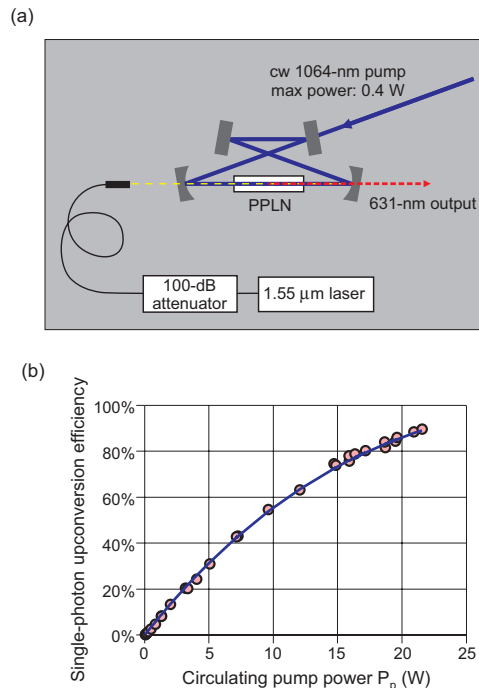 (a)
cw 1064-nm pump
max power: 0.4 W
PPLN
631-nm output
100-dB
attenuator
1.55 μm laser
(b)
Single-photon upconversion efficiency
100%
80%
60%
40%
20%
0%
0
5
10
15
20
25
Circulating pump power Pp (W)